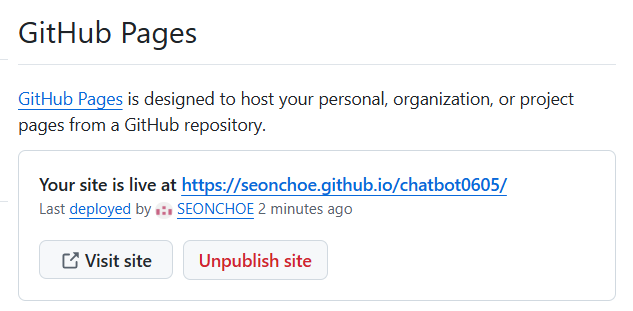 GitHub Pages
GitHub Pages is designed to host your personal, organization, or project
pages from a GitHub repository.
Your site is live at https://seonchoe.github.io/chatbot0605/
Last deployed by SEONCHOE 2 minutes ago
Visit site
Unpublish site